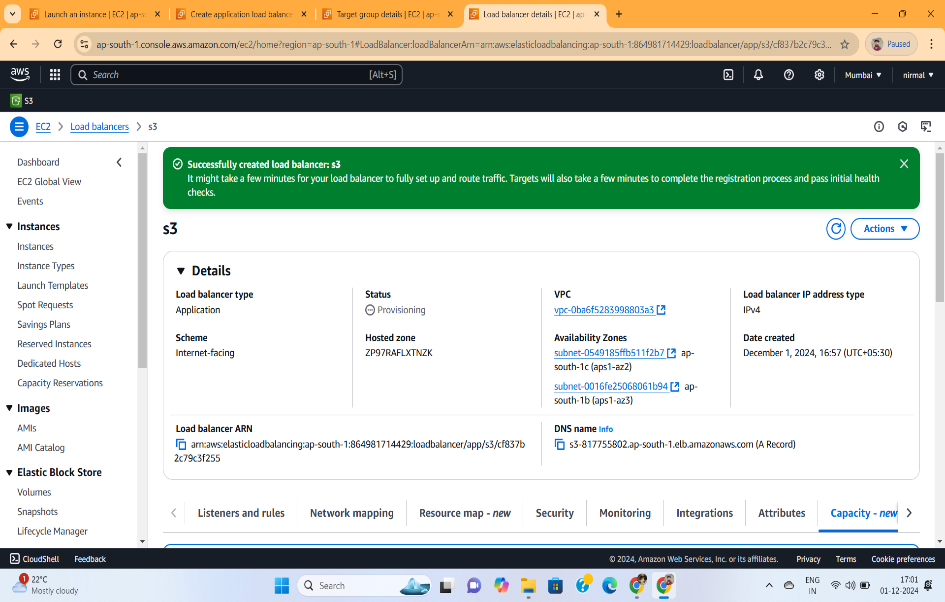 Launch an instance | EC2 | ap-s
Create application load balance
Target group details | EC2 | ap-s
Load balancer details | EC2 | ap
ap-south-1.console.aws.amazon.com/ec2/home?region=ap-south-1#LoadBalancer:loadBalancerArn=arn:aws:elasticloadbalancing:ap-south-1:864981714429:loadbalancer/app/s3/cf837b2c79c3...
Paused
aws
Search
[Alt+S]
Mumbai ▼
nirmal ▼
S3
EC2 > Load balancers > s3
Dashboard
EC2 Global View
Events
Instances
Instances
Instance Types
Launch Templates
Spot Requests
Savings Plans
Reserved Instances
Dedicated Hosts
Capacity Reservations
Images
AMIs
AMI Catalog
Elastic Block Store
Volumes
Snapshots
Lifecycle Manager
Successfully created load balancer: s3
It might take a few minutes for your load balancer to fully set up and route traffic. Targets will also take a few minutes to complete the registration process and pass initial health
checks.
s3
Actions ▼
▼ Details
Load balancer type
Application
Status
Provisioning
VPC
vpc-0ba6f5283998803a3
Load balancer IP address type
IPv4
Scheme
Internet-facing
Hosted zone
ZP97RAFLXTNZK
Availability Zones
subnet-0549185ffb511f2b7 ap-
south-1c (aps1-az2)
subnet-0016fe25068061b94 ap-
south-1b (aps1-az3)
Date created
December 1, 2024, 16:57 (UTC+05:30)
Load balancer ARN
arn:aws:elasticloadbalancing:ap-south-1:864981714429:loadbalancer/app/s3/cf837b
2c79c3f255
DNS name Info
s3-817755802.ap-south-1.elb.amazonaws.com (A Record)
Listeners and rules
Network mapping
Resource map - new
Security
Monitoring
Integrations
Attributes
Capacity - new
CloudShell
Feedback
© 2024, Amazon Web Services, Inc. or its affiliates.
Privacy
Terms
Cookie preferences
1
22°C
Mostly cloudy
Search
ENG
IN
17:01
01-12-2024